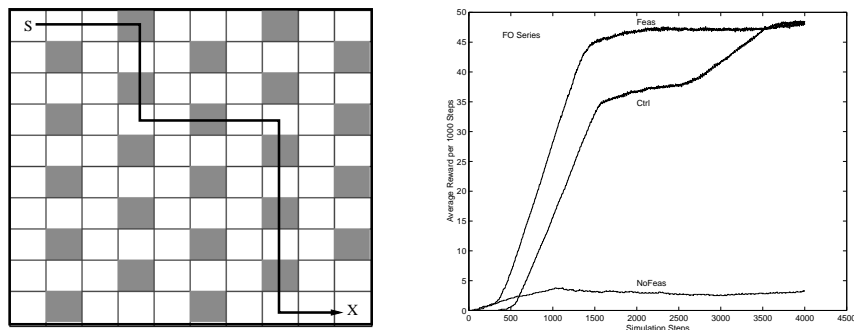 S
X
50
45
40
35
30
25
20
15
10
5
0
Average Reward per 1000 Steps
FO Series
Feas
Ctrl
NoFeas
0 500 1000 1500 2000 2500 3000 3500 4000 4500
Simulation Steps